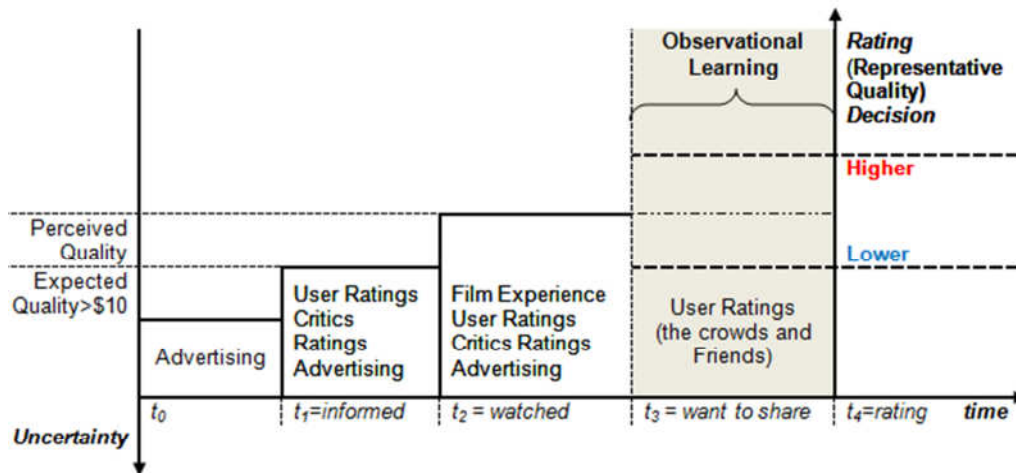 Observational
Learning
Rating
(Representative
Quality)
Decision
Higher
Perceived
Quality
Lower
Expected
Quality>$10
User Ratings
Critics
Ratings
Advertising
Film Experience
User Ratings
Critics Ratings
Advertising
User Ratings
(the crowds and
Friends)
Advertising
t0
t1=informed
t2 = watched
t3 = want to share
t4=rating
time
Uncertainty